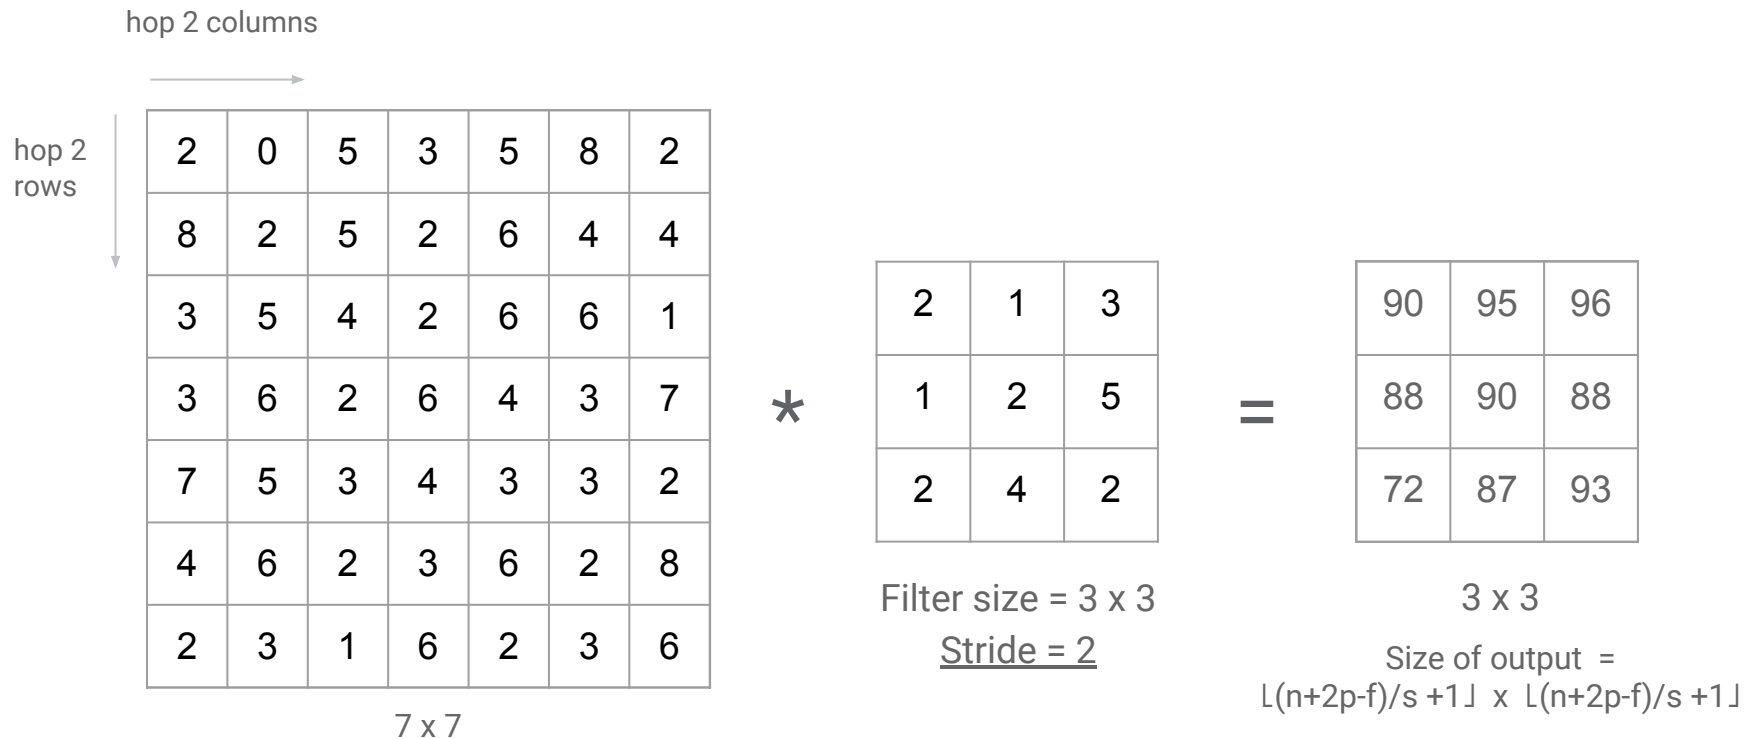 hop 2 columns
hop 2
rows
2 0 5 3 5 8 2
8 2 5 2 6 4 4
3 5 4 2 6 6 1
3 6 2 6 4 3 7
7 5 3 4 3 3 2
4 6 2 3 6 2 8
2 3 1 6 2 3 6
7 x 7
*
2 1 3
1 2 5
2 4 2
Filter size = 3 x 3
Stride = 2
=
90 95 96
88 90 88
72 87 93
3 x 3
Size of output =
⌊(n+2p-f)/s +1⌋ x ⌊(n+2p-f)/s +1⌋